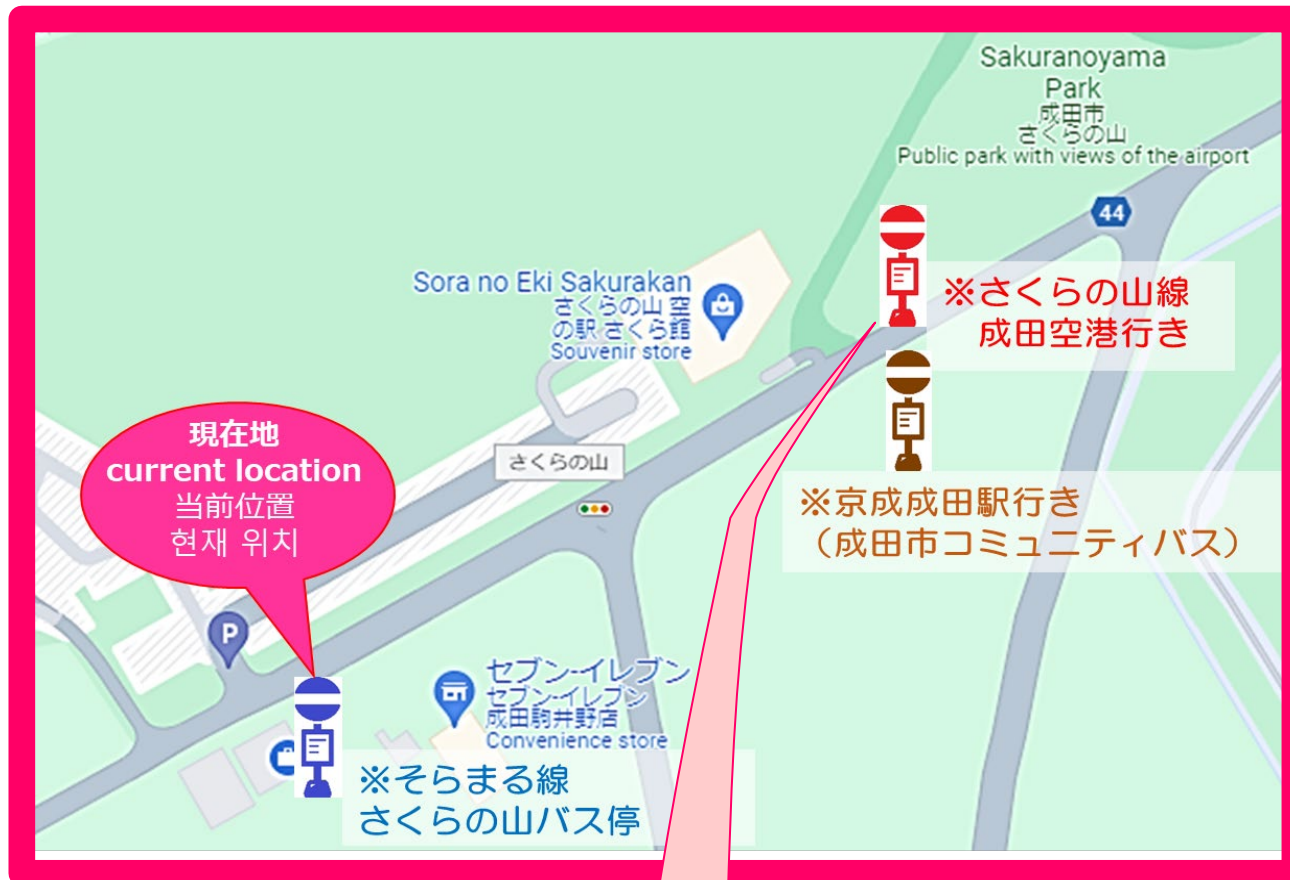 Sakuranoyama
Park
成田市
さくらの山
Public park with views of the airport
44
※さくらの山線
成田空港行き
Sora no Eki Sakurakan
さくらの山 空
の駅 さくら館
Souvenir store
現在地
current location
当前位置
현재 위치
さくらの山
※京成成田駅行き
（成田市コミュニティバス）
P
セブン-イレブン
セブン-イレブン
成田駒井野店
Convenience store
※そらまる線
さくらの山バス停